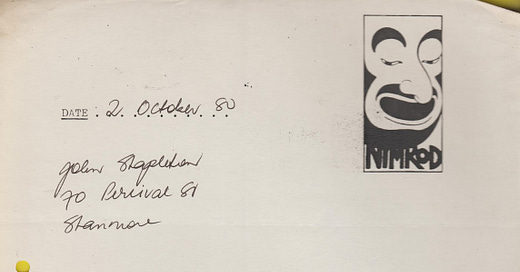 DATE . 2 October 80
NIMROD
John Stapleton
70 Percival St
Stanmore